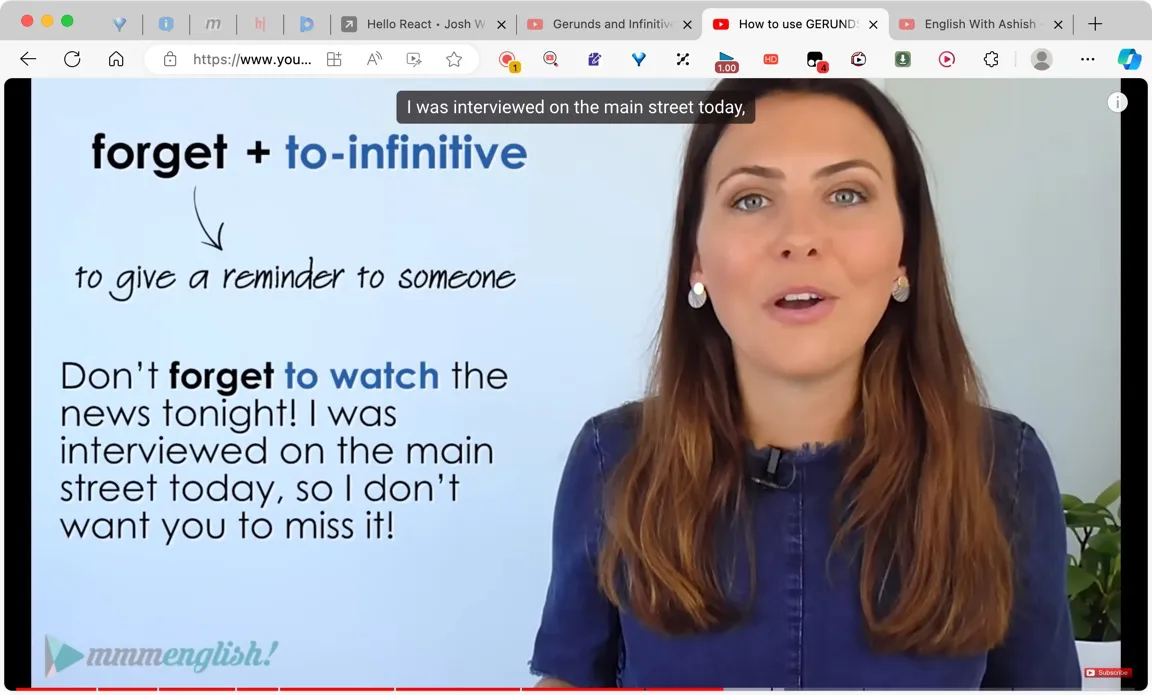 Hello React • Josh W
Gerunds and Infinitiv
How to use GERUNDS
English With Ashish
https://www.you...
1
1.00
HD
4
I was interviewed on the main street today,
forget + to-infinitive
to give a reminder to someone
Don’t forget to watch the
news tonight! I was
interviewed on the main
street today, so I don’t
want you to miss it!
mmmenglish!
Subscribe